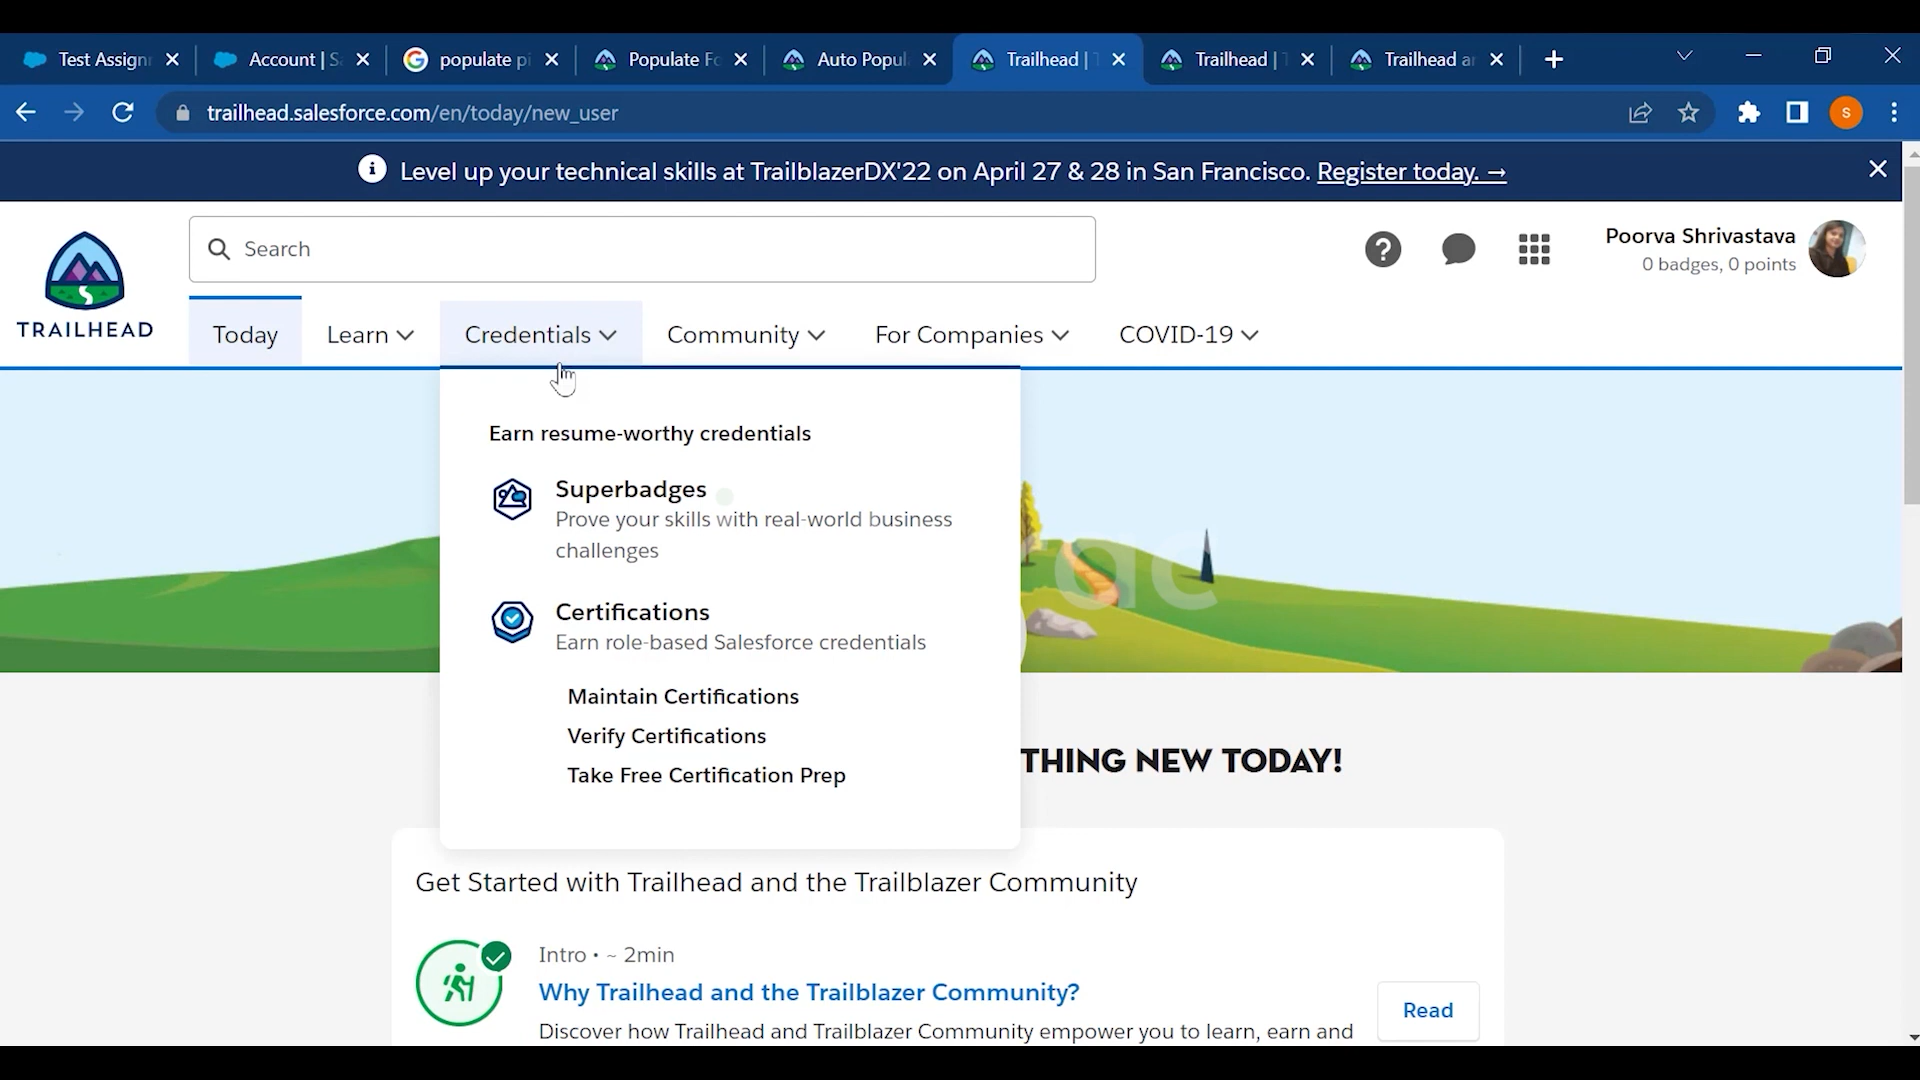 Test Assign
Account | S
populate pi
Populate Fo
Auto Popul
Trailhead | T
Trailhead | T
Trailhead an
trailhead.salesforce.com/en/today/new_user
S
Level up your technical skills at TrailblazerDX'22 on April 27 & 28 in San Francisco. Register today. →
TRAILHEAD
Search
Poorva Shrivastava
0 badges, 0 points
Today
Learn
Credentials
Community
For Companies
COVID-19
Earn resume-worthy credentials
Superbadges
Prove your skills with real-world business
challenges
Certifications
Earn role-based Salesforce credentials
Maintain Certifications
Verify Certifications
Take Free Certification Prep
THING NEW TODAY!
Get Started with Trailhead and the Trailblazer Community
Intro • ~ 2min
Why Trailhead and the Trailblazer Community?
Discover how Trailhead and Trailblazer Community empower you to learn, earn and
Read